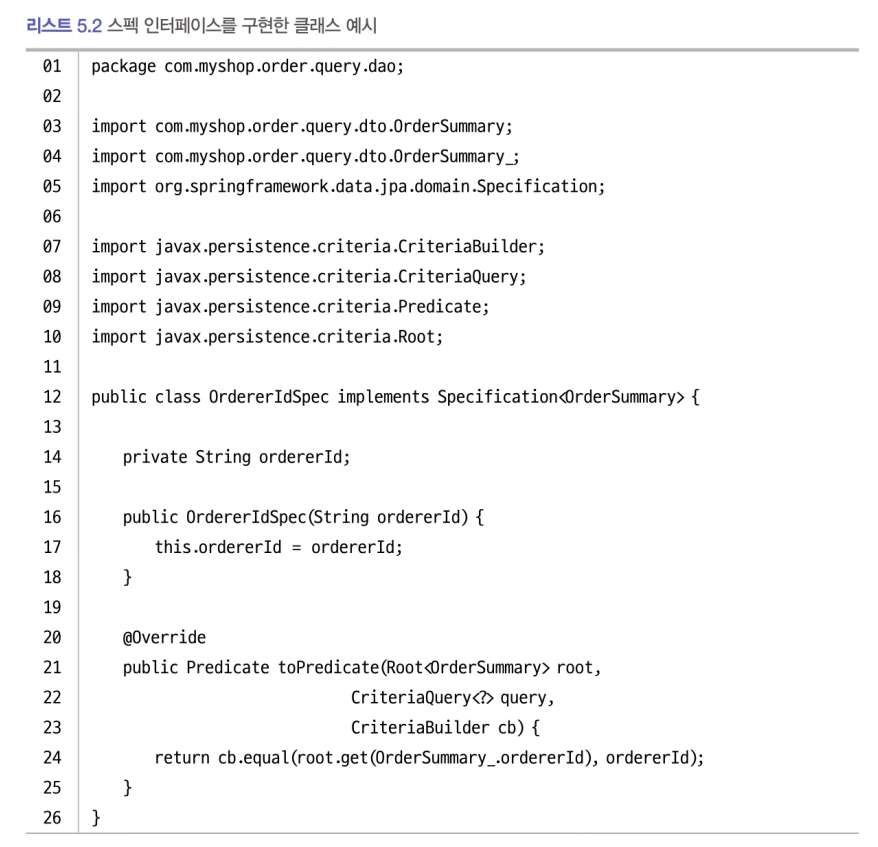 리스트 5.2 스펙 인터페이스를 구현한 클래스 예시
01 package com.myshop.order.query.dao;
02
03 import com.myshop.order.query.dto.OrderSummary;
04 import com.myshop.order.query.dto.OrderSummary_;
05 import org.springframework.data.jpa.domain.Specification;
06
07 import javax.persistence.criteria.CriteriaBuilder;
08 import javax.persistence.criteria.CriteriaQuery;
09 import javax.persistence.criteria.Predicate;
10 import javax.persistence.criteria.Root;
11
12 public class OrdererIdSpec implements Specification<OrderSummary> {
13
14     private String ordererId;
15
16     public OrdererIdSpec(String ordererId) {
17         this.ordererId = ordererId;
18     }
19
20     @Override
21     public Predicate toPredicate(Root<OrderSummary> root,
22                                  CriteriaQuery<?> query,
23                                  CriteriaBuilder cb) {
24         return cb.equal(root.get(OrderSummary_.ordererId), ordererId);
25     }
26 }